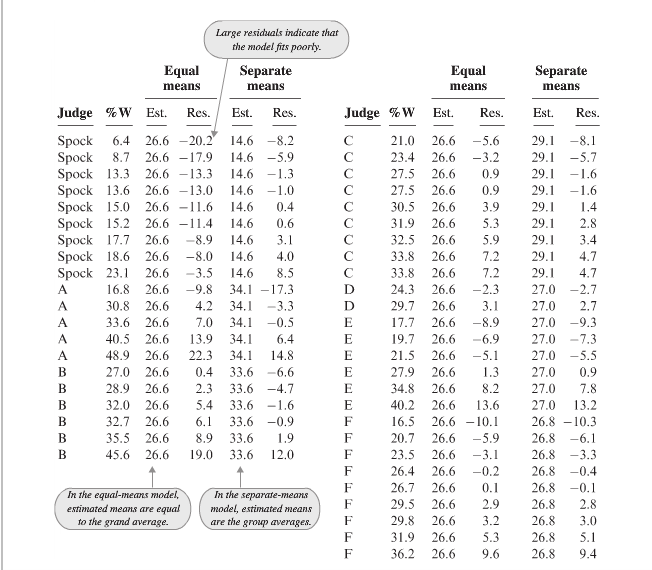 Large residuals indicate that
the model fits poorly.
Equal Separate
means means
Judge %W Est. Res. Est. Res.
Spock 6.4 26.6 −20.2 14.6 −8.2
Spock 8.7 26.6 −17.9 14.6 −5.9
Spock 13.3 26.6 −13.3 14.6 −1.3
Spock 13.6 26.6 −13.0 14.6 −1.0
Spock 15.0 26.6 −11.6 14.6 0.4
Spock 15.2 26.6 −11.4 14.6 0.6
Spock 17.7 26.6 −8.9 14.6 3.1
Spock 18.6 26.6 −8.0 14.6 4.0
Spock 23.1 26.6 −3.5 14.6 8.5
A 16.8 26.6 −9.8 34.1 −17.3
A 30.8 26.6 4.2 34.1 −3.3
A 33.6 26.6 7.0 34.1 −0.5
A 40.5 26.6 13.9 34.1 6.4
A 48.9 26.6 22.3 34.1 14.8
B 27.0 26.6 0.4 33.6 −6.6
B 28.9 26.6 2.3 33.6 −4.7
B 32.0 26.6 5.4 33.6 −1.6
B 32.7 26.6 6.1 33.6 −0.9
B 35.5 26.6 8.9 33.6 1.9
B 45.6 26.6 19.0 33.6 12.0
In the equal-means model,
estimated means are equal
to the grand average.
In the separate-means
model, estimated means
are the group averages.
Equal Separate
means means
Judge %W Est. Res. Est. Res.
C 21.0 26.6 −5.6 29.1 −8.1
C 23.4 26.6 −3.2 29.1 −5.7
C 27.5 26.6 0.9 29.1 −1.6
C 27.5 26.6 0.9 29.1 −1.6
C 30.5 26.6 3.9 29.1 1.4
C 31.9 26.6 5.3 29.1 2.8
C 32.5 26.6 5.9 29.1 3.4
C 33.8 26.6 7.2 29.1 4.7
C 33.8 26.6 7.2 29.1 4.7
D 24.3 26.6 −2.3 27.0 −2.7
D 29.7 26.6 3.1 27.0 2.7
E 17.7 26.6 −8.9 27.0 −9.3
E 19.7 26.6 −6.9 27.0 −7.3
E 21.5 26.6 −5.1 27.0 −5.5
E 27.9 26.6 1.3 27.0 0.9
E 34.8 26.6 8.2 27.0 7.8
E 40.2 26.6 13.6 27.0 13.2
F 16.5 26.6 −10.1 26.8 −10.3
F 20.7 26.6 −5.9 26.8 −6.1
F 23.5 26.6 −3.1 26.8 −3.3
F 26.4 26.6 −0.2 26.8 −0.4
F 26.7 26.6 0.1 26.8 −0.1
F 29.5 26.6 2.9 26.8 2.8
F 29.8 26.6 3.2 26.8 3.0
F 31.9 26.6 5.3 26.8 5.1
F 36.2 26.6 9.6 26.8 9.4